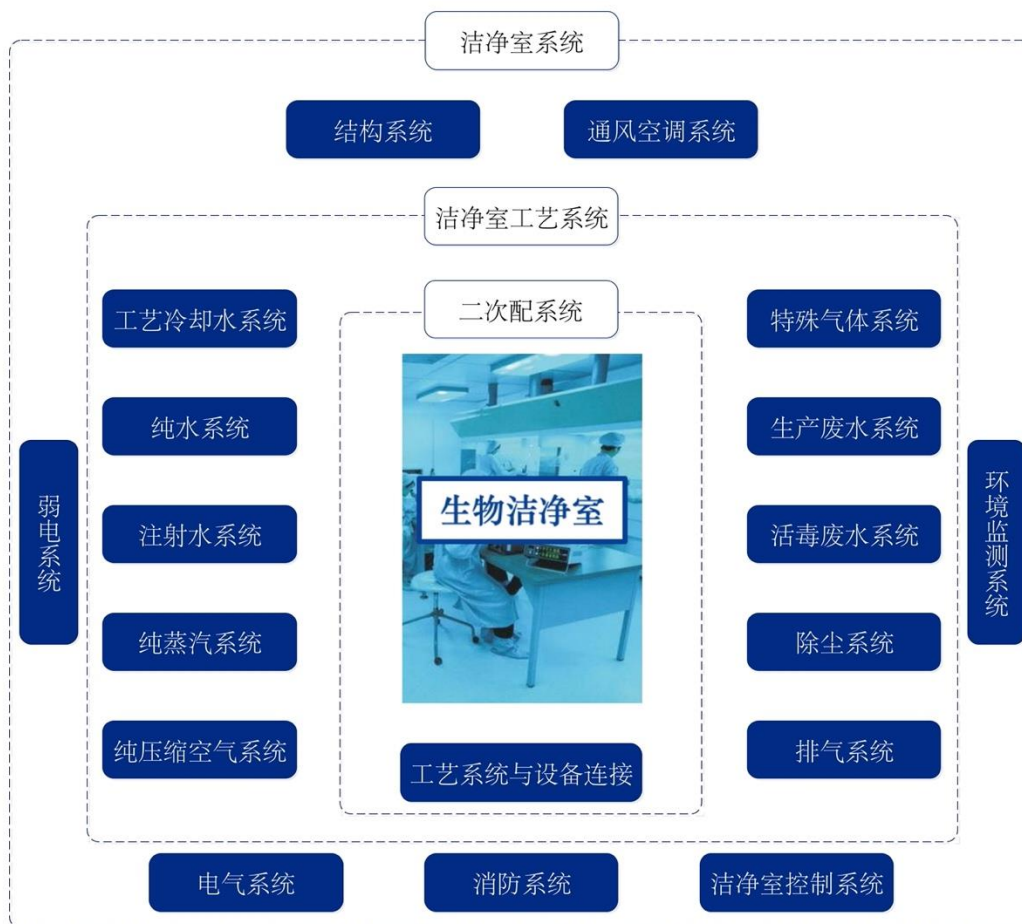 洁净室系统
结构系统
通风空调系统
洁净室工艺系统
工艺冷却水系统
二次配系统
特殊气体系统
纯水系统
生产废水系统
弱电系统
生物洁净室
环境监测系统
注射水系统
活毒废水系统
纯蒸汽系统
除尘系统
纯压缩空气系统
工艺系统与设备连接
排气系统
电气系统
消防系统
洁净室控制系统